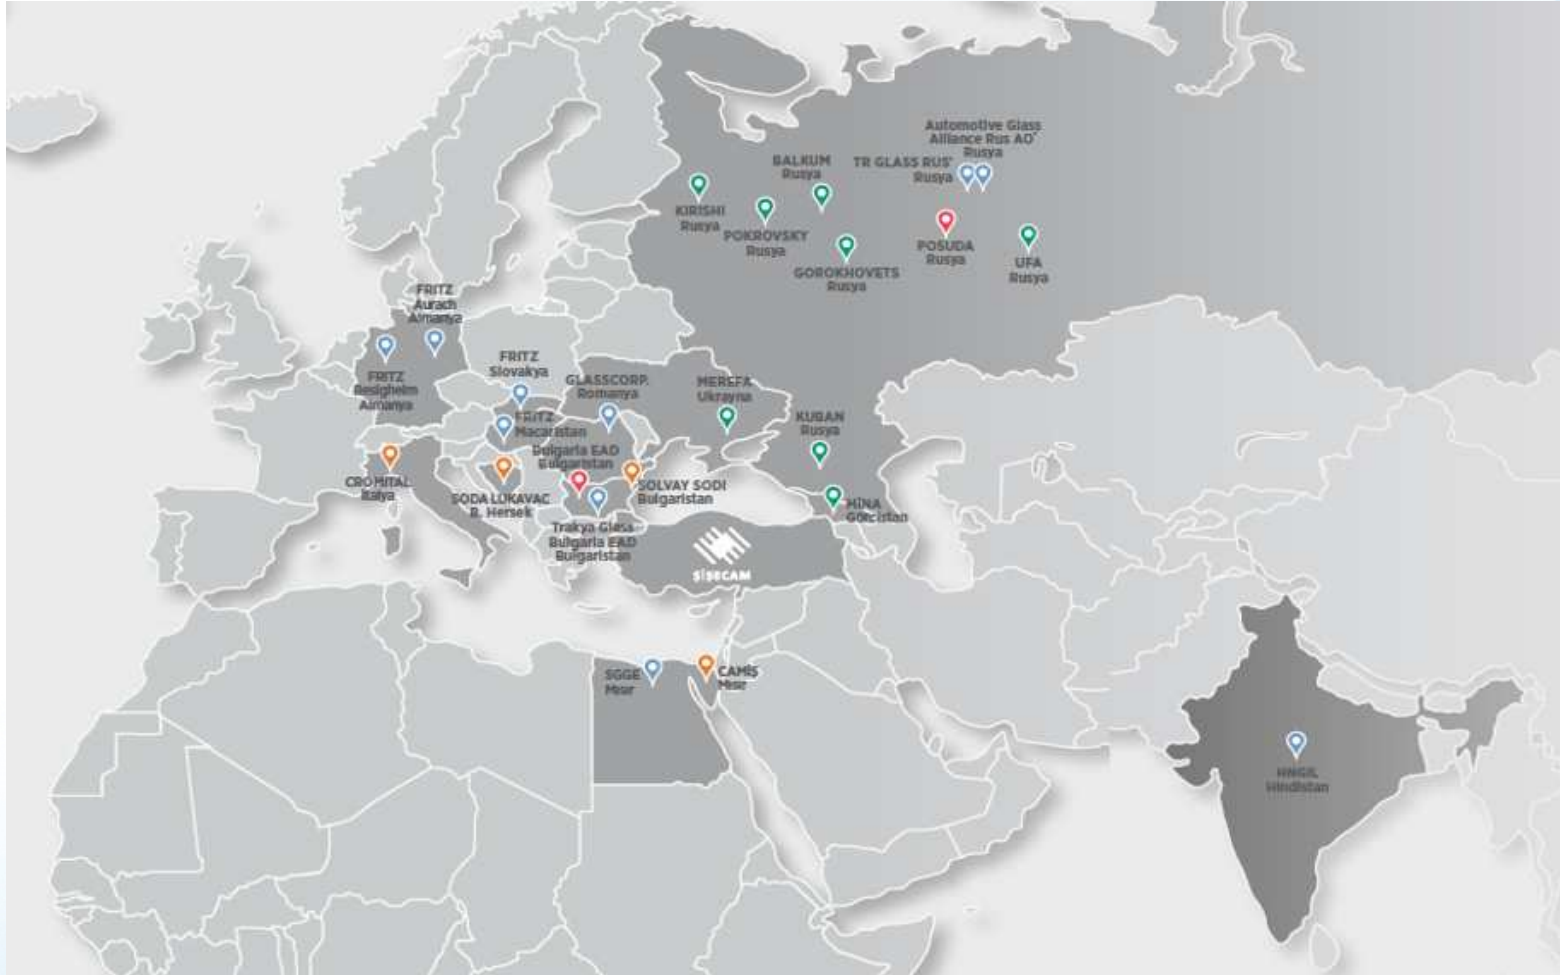 Automotive Glass
Alliance Rus AO*
Rusya
TR GLASS RUS*
Rusya
BALKUM
Rusya
KIRISHI
Rusya
POKROVSKY
Rusya
GOROKHOVETS
Rusya
POSUDA
Rusya
UFA
Rusya
FRITZ
Aurach
Almanya
FRITZ
Besigheim
Almanya
FRITZ
Slovakya
GLASSCORP.
Romanya
MEREFA
Ukrayna
FRITZ
Macaristan
KUBAN
Rusya
Bulgaria EAD
Bulgaristan
CROMITAL
Italya
SODA LUKAVAC
B. Hersek
SOLVAY SODI
Bulgaristan
MİNA
Gürcistan
Trakya Glass
Bulgaria EAD
Bulgaristan
ŞİŞECAM
SGGE
Mısır
CAMİŞ
Mısır
HNGIL
Hindistan